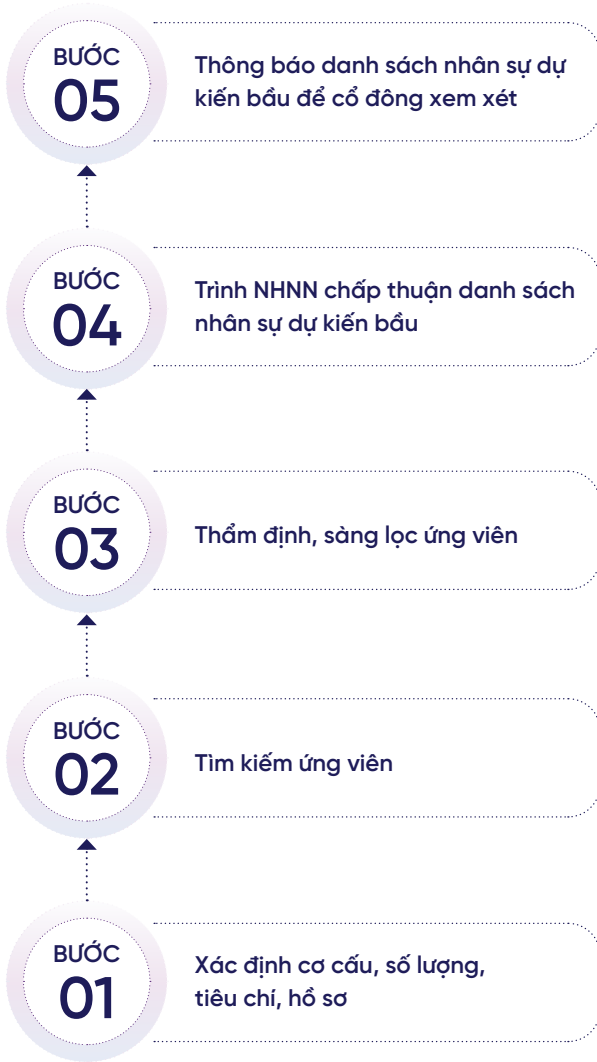 BƯỚC
05
Thông báo danh sách nhân sự dự
kiến bầu để cổ đông xem xét
BƯỚC
04
Trình NHNN chấp thuận danh sách
nhân sự dự kiến bầu
BƯỚC
03
Thẩm định, sàng lọc ứng viên
BƯỚC
02
Tìm kiếm ứng viên
BƯỚC
01
Xác định cơ cấu, số lượng,
tiêu chí, hồ sơ